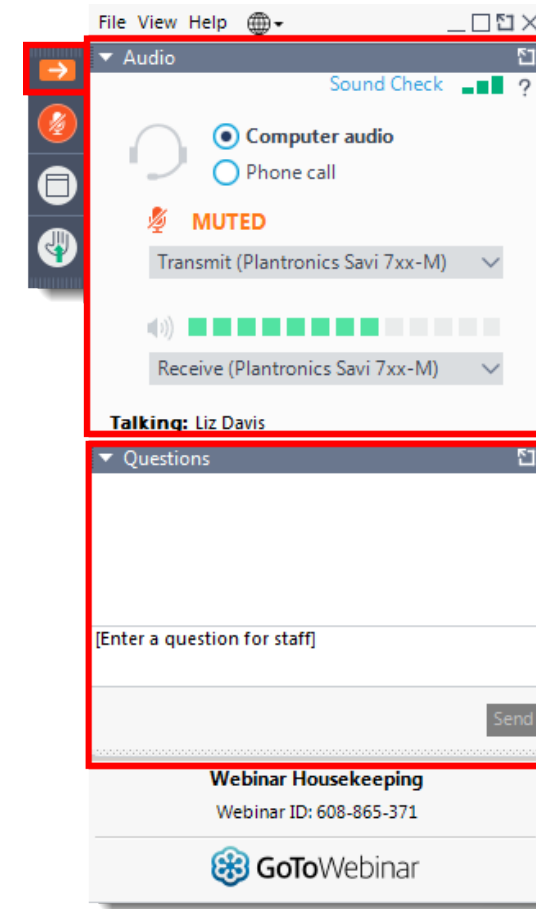 File View Help
Audio
Sound Check ?
Computer audio
Phone call
MUTED
Transmit (Plantronics Savi 7xx-M)
Receive (Plantronics Savi 7xx-M)
Talking: Liz Davis
Questions
[Enter a question for staff]
Send
Webinar Housekeeping
Webinar ID: 608-865-371
GoToWebinar